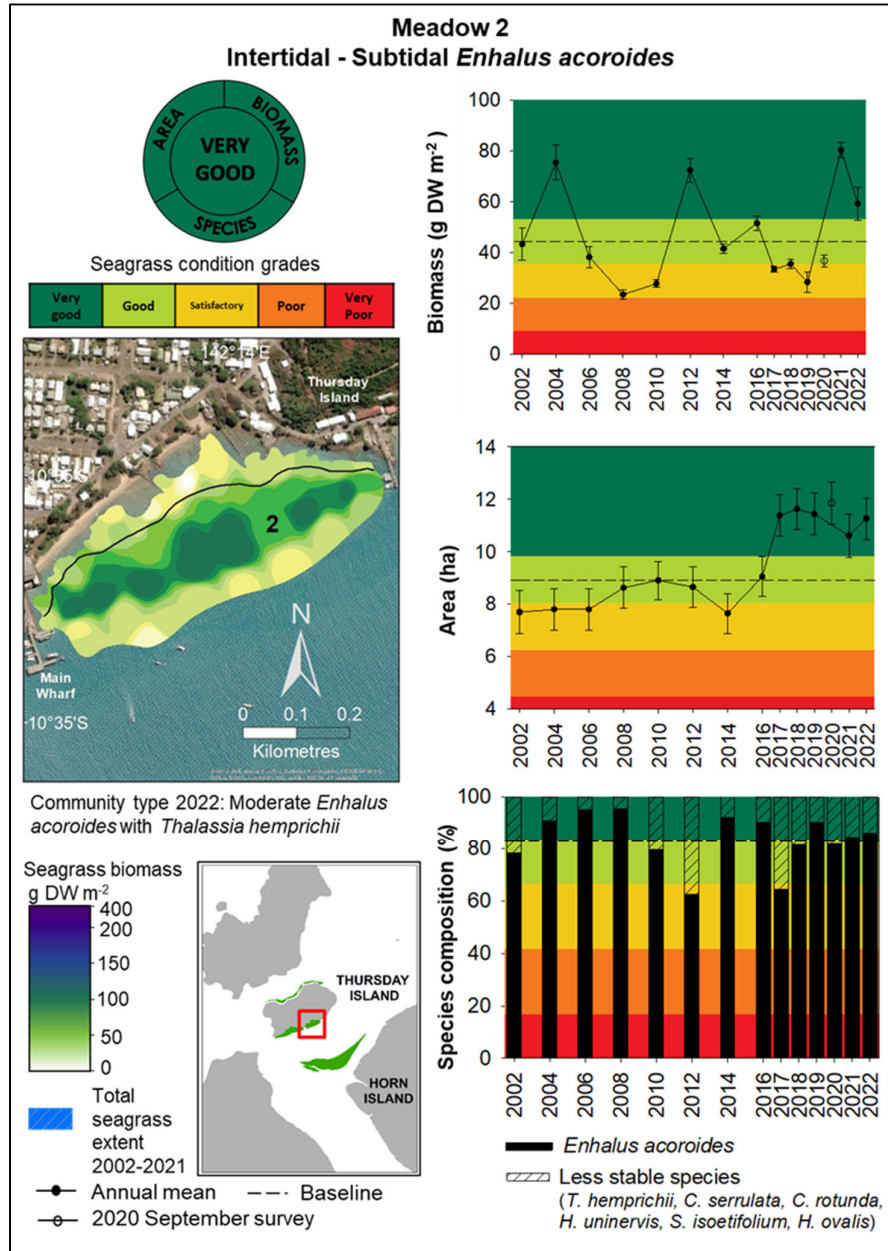 Meadow 2
Intertidal - Subtidal Enhalus acoroides
AREA
BIOMASS
SPECIES
VERY
GOOD
Seagrass condition grades
Very
good
Good
Satisfactory
Poor
Very
Poor
142°14'E
Thursday
Island
-10°35'S
2
N
Main
Wharf
-10°35'S
0 0.1 0.2
Kilometres
Community type 2022: Moderate Enhalus
acoroides with Thalassia hemprichii
Seagrass biomass
g DW m-2
400
200
150
100
50
0
Total
seagrass
extent
2002-2021
THURSDAY
ISLAND
HORN
ISLAND
Annual mean
Baseline
2020 September survey
Biomass (g DW m-2)
100
80
60
40
20
0
2002 2004 2006 2008 2010 2012 2014 2016 2017 2018 2019 2020 2021 2022
Area (ha)
14
12
10
8
6
4
2002 2004 2006 2008 2010 2012 2014 2016 2017 2018 2019 2020 2021 2022
Species composition (%)
100
80
60
40
20
0
2002 2004 2006 2008 2010 2012 2014 2016 2017 2018 2019 2020 2021 2022
Enhalus acoroides
Less stable species
(T. hemprichii, C. serrulata, C. rotunda,
H. uninervis, S. isoetifolium, H. ovalis)